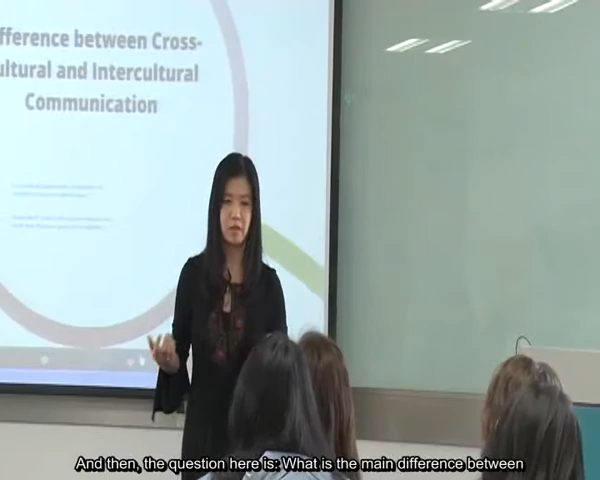 fference between Cross-
ultural and Intercultural
Communication
And then, the question here is: What is the main difference between